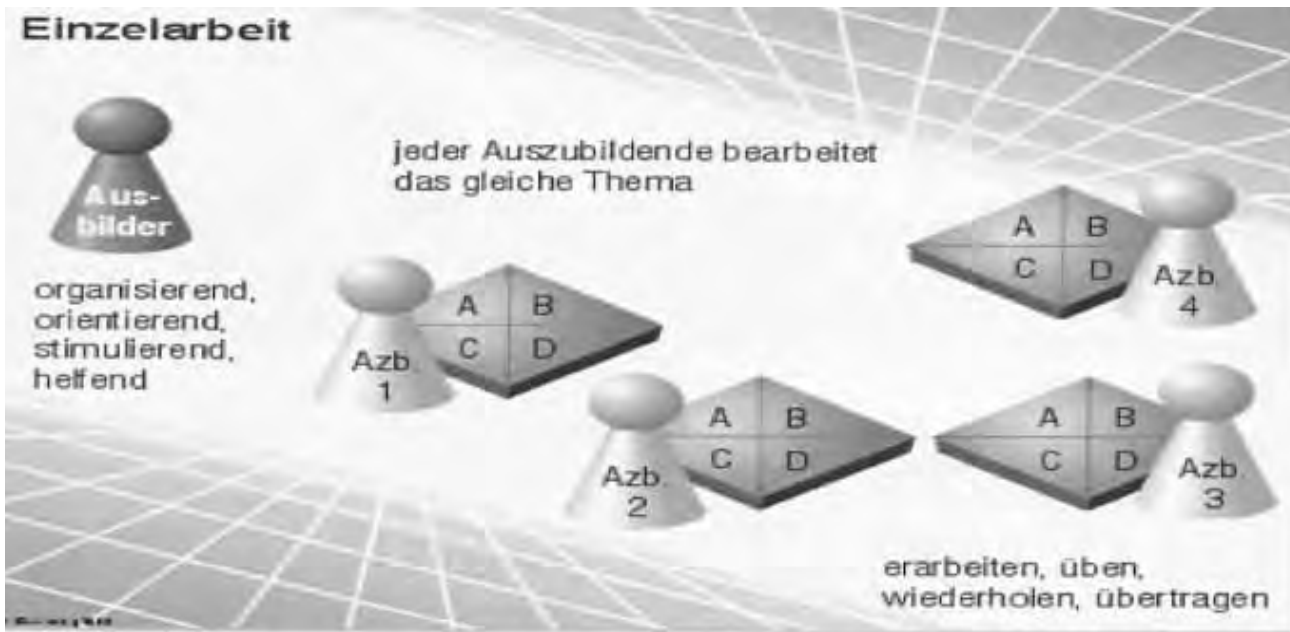 Einzelarbeit
Aus-
bilder
organisierend,
orientierend,
stimulierend,
helfend
jeder Auszubildende bearbeitet
das gleiche Thema
A B
C D
Azb.
1
A B
C D
Azb.
2
A B
C D
Azb.
3
A B
C D
Azb.
4
erarbeiten, üben,
wiederholen, übertragen